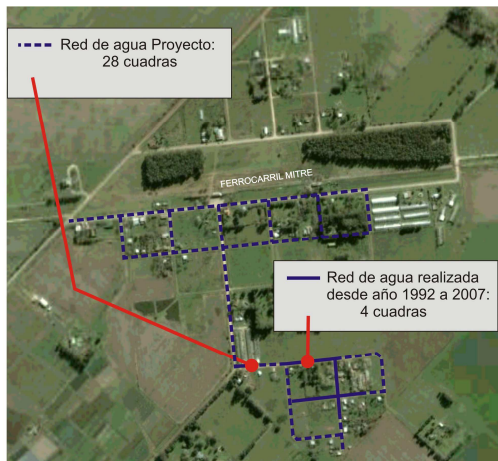 Red de agua Proyecto:
28 cuadras
FERROCARRIL MITRE
Red de agua realizada
desde año 1992 a 2007:
4 cuadras